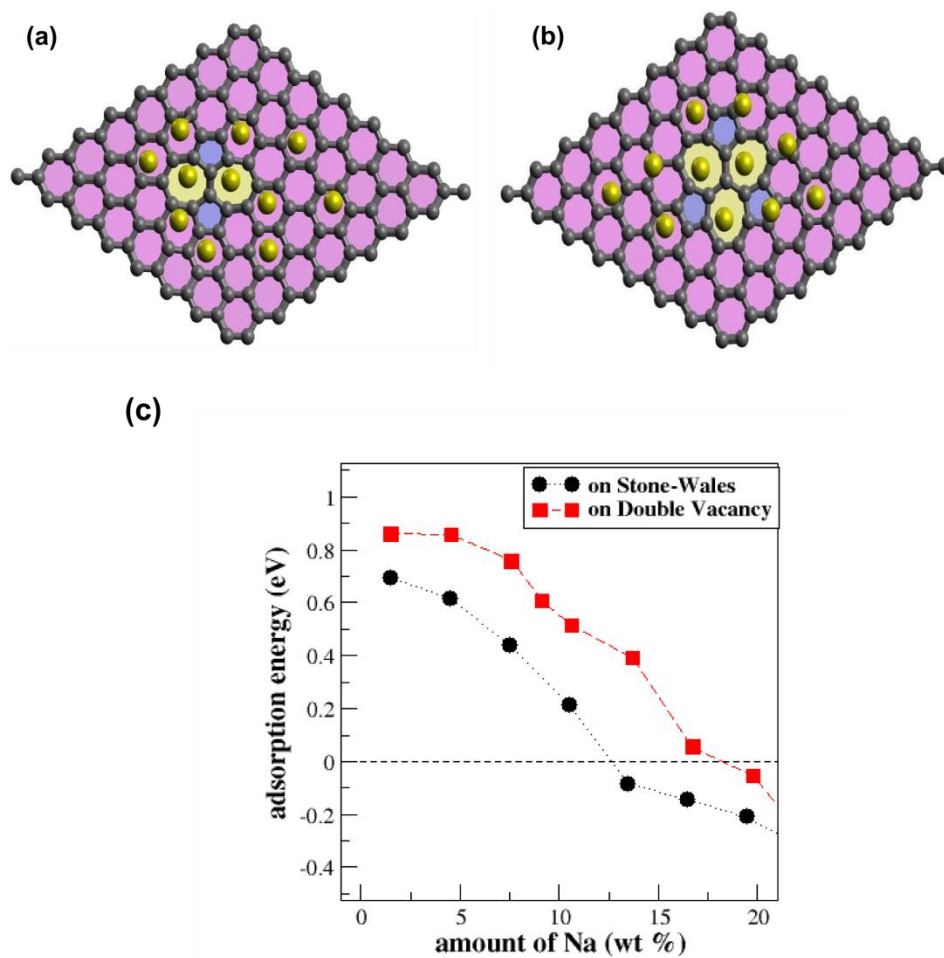 (a)
(b)
(c)
on Stone-Wales
on Double Vacancy
1
0.8
0.6
0.4
0.2
0
-0.2
-0.4
adsorption energy (eV)
0 5 10 15 20
amount of Na (wt %)